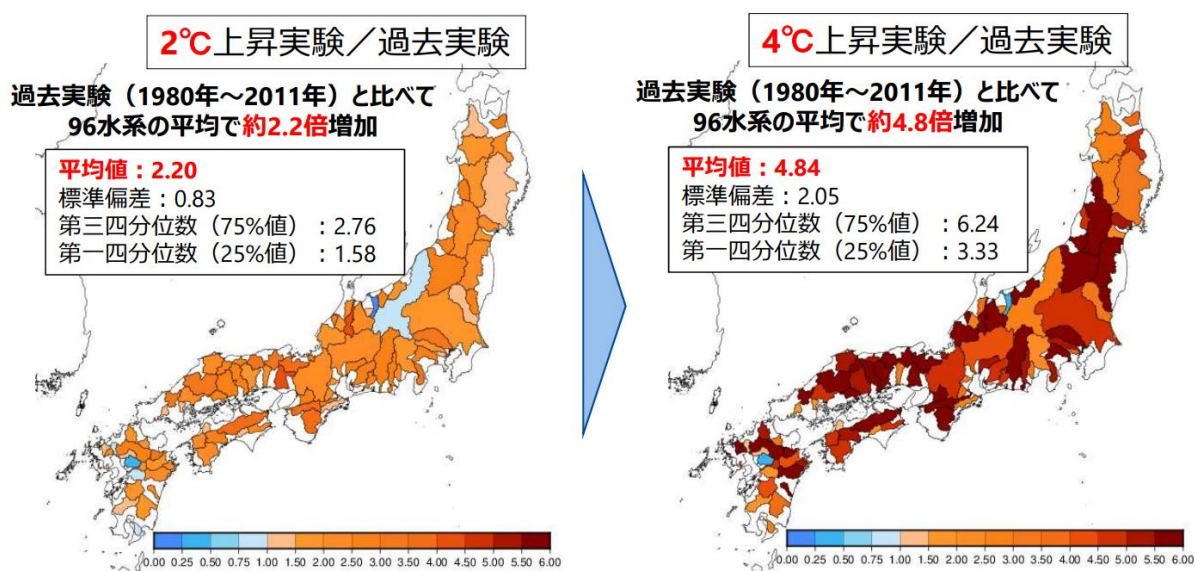 2℃上昇実験／過去実験
過去実験（1980年～2011年）と比べて
96水系の平均で約2.2倍増加
平均値：2.20
標準偏差：0.83
第三四分位数（75%値）：2.76
第一四分位数（25%値）：1.58
0.00 0.25 0.50 0.75 1.00 1.50 2.00 2.50 3.00 3.50 4.00 4.50 5.00 5.50 6.00
4℃上昇実験／過去実験
過去実験（1980年～2011年）と比べて
96水系の平均で約4.8倍増加
平均値：4.84
標準偏差：2.05
第三四分位数（75%値）：6.24
第一四分位数（25%値）：3.33
0.00 0.25 0.50 0.75 1.00 1.50 2.00 2.50 3.00 3.50 4.00 4.50 5.00 5.50 6.00